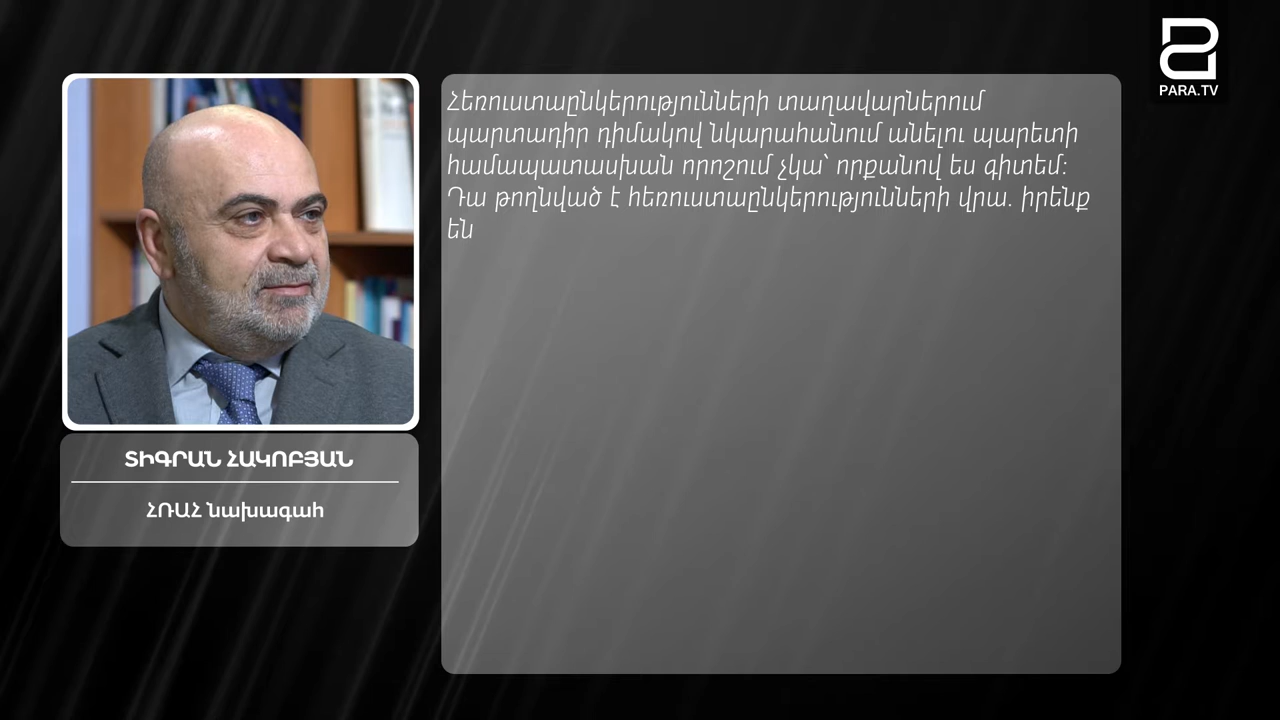 PARA.TV
Հեռուստաընկերությունների տաղավարներում
պարտադիր դիմակով նկարահանում անելու պարետի
համապատասխան որոշում չկա՝ որքանով ես գիտեմ:
Դա թողնված է հեռուստաընկերությունների վրա. իրենք
են
ՏԻԳՐԱՆ ՀԱԿՈԲՅԱՆ
ՀՌԱՀ նախագահ